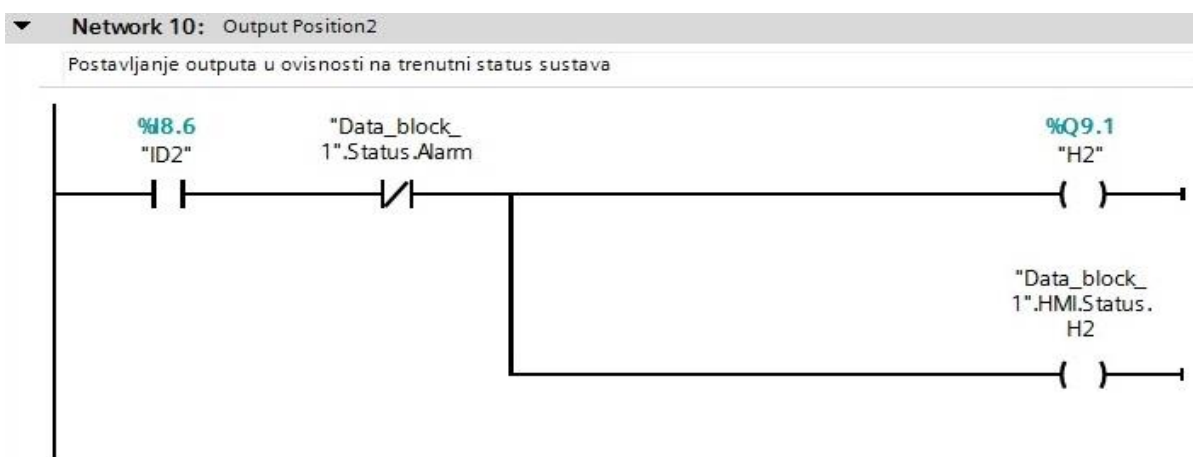 Network 10: Output Position2
Postavljanje outputa u ovisnosti na trenutni status sustava
%I8.6
"ID2"
"Data_block_
1".Status.Alarm
%Q9.1
"H2"
"Data_block_
1".HMI.Status.
H2